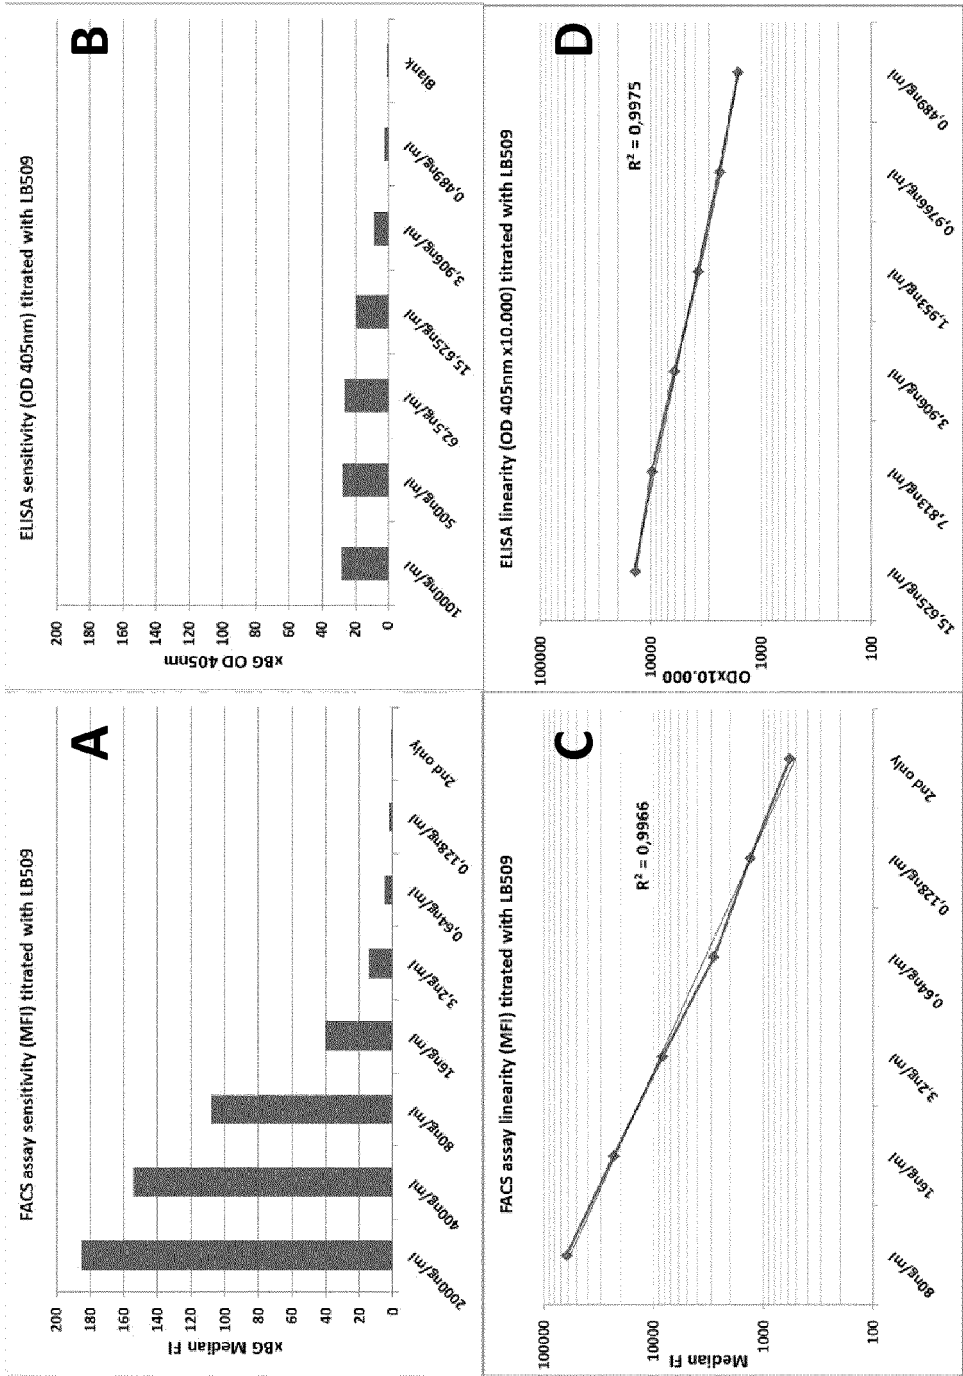 A
FACS assay sensitivity (MFI) titrated with LB509
xBG Median FI
200
180
160
140
120
100
80
60
40
20
0
2000ng/ml
400ng/ml
80ng/ml
16ng/ml
3,2ng/ml
0,64ng/ml
0,128ng/ml
2nd only
B
ELISA sensitivity (OD 405nm) titrated with LB509
xBG OD 405nm
200
180
160
140
120
100
80
60
40
20
0
1000ng/ml
500ng/ml
62,5ng/ml
15,625ng/ml
3,906ng/ml
0,489ng/ml
Blank
C
FACS assay linearity (MFI) titrated with LB509
Median FI
100000
10000
1000
100
R² = 0,9966
80ng/ml
16ng/ml
3,2ng/ml
0,64ng/ml
0,128ng/ml
2nd only
D
ELISA linearity (OD 405nm x10.000) titrated with LB509
ODx10.000
100000
10000
1000
100
R² = 0,9975
15,625ng/ml
7,813ng/ml
3,906ng/ml
1,953ng/ml
0,9766ng/ml
0,489ng/ml